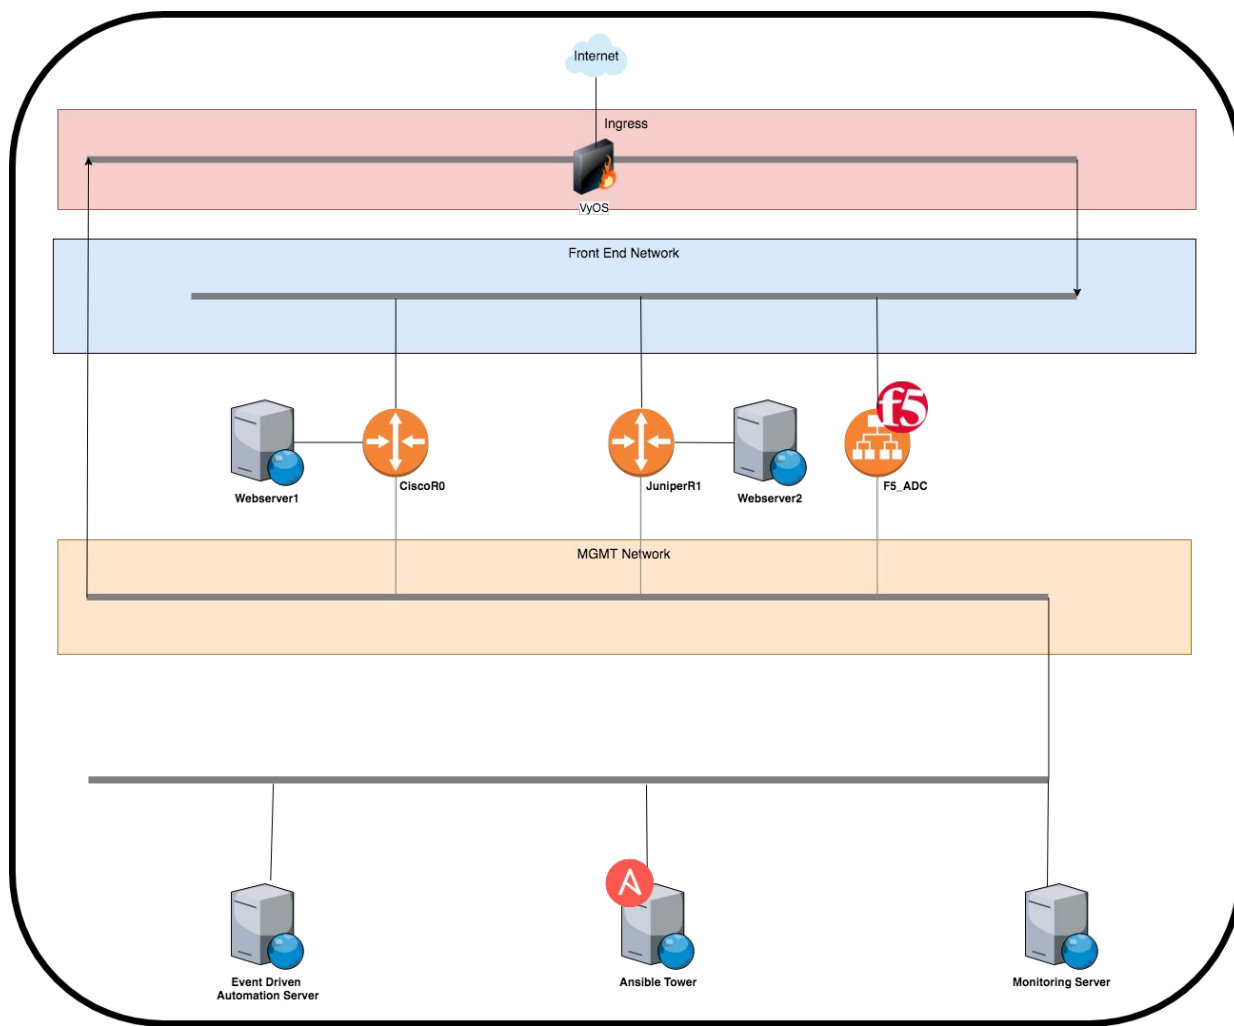 Internet
Ingress
VyOS
Front End Network
f5
Webserver1
CiscoR0
JuniperR1
Webserver2
F5_ADC
MGMT Network
Event Driven
Automation Server
Ansible Tower
Monitoring Server